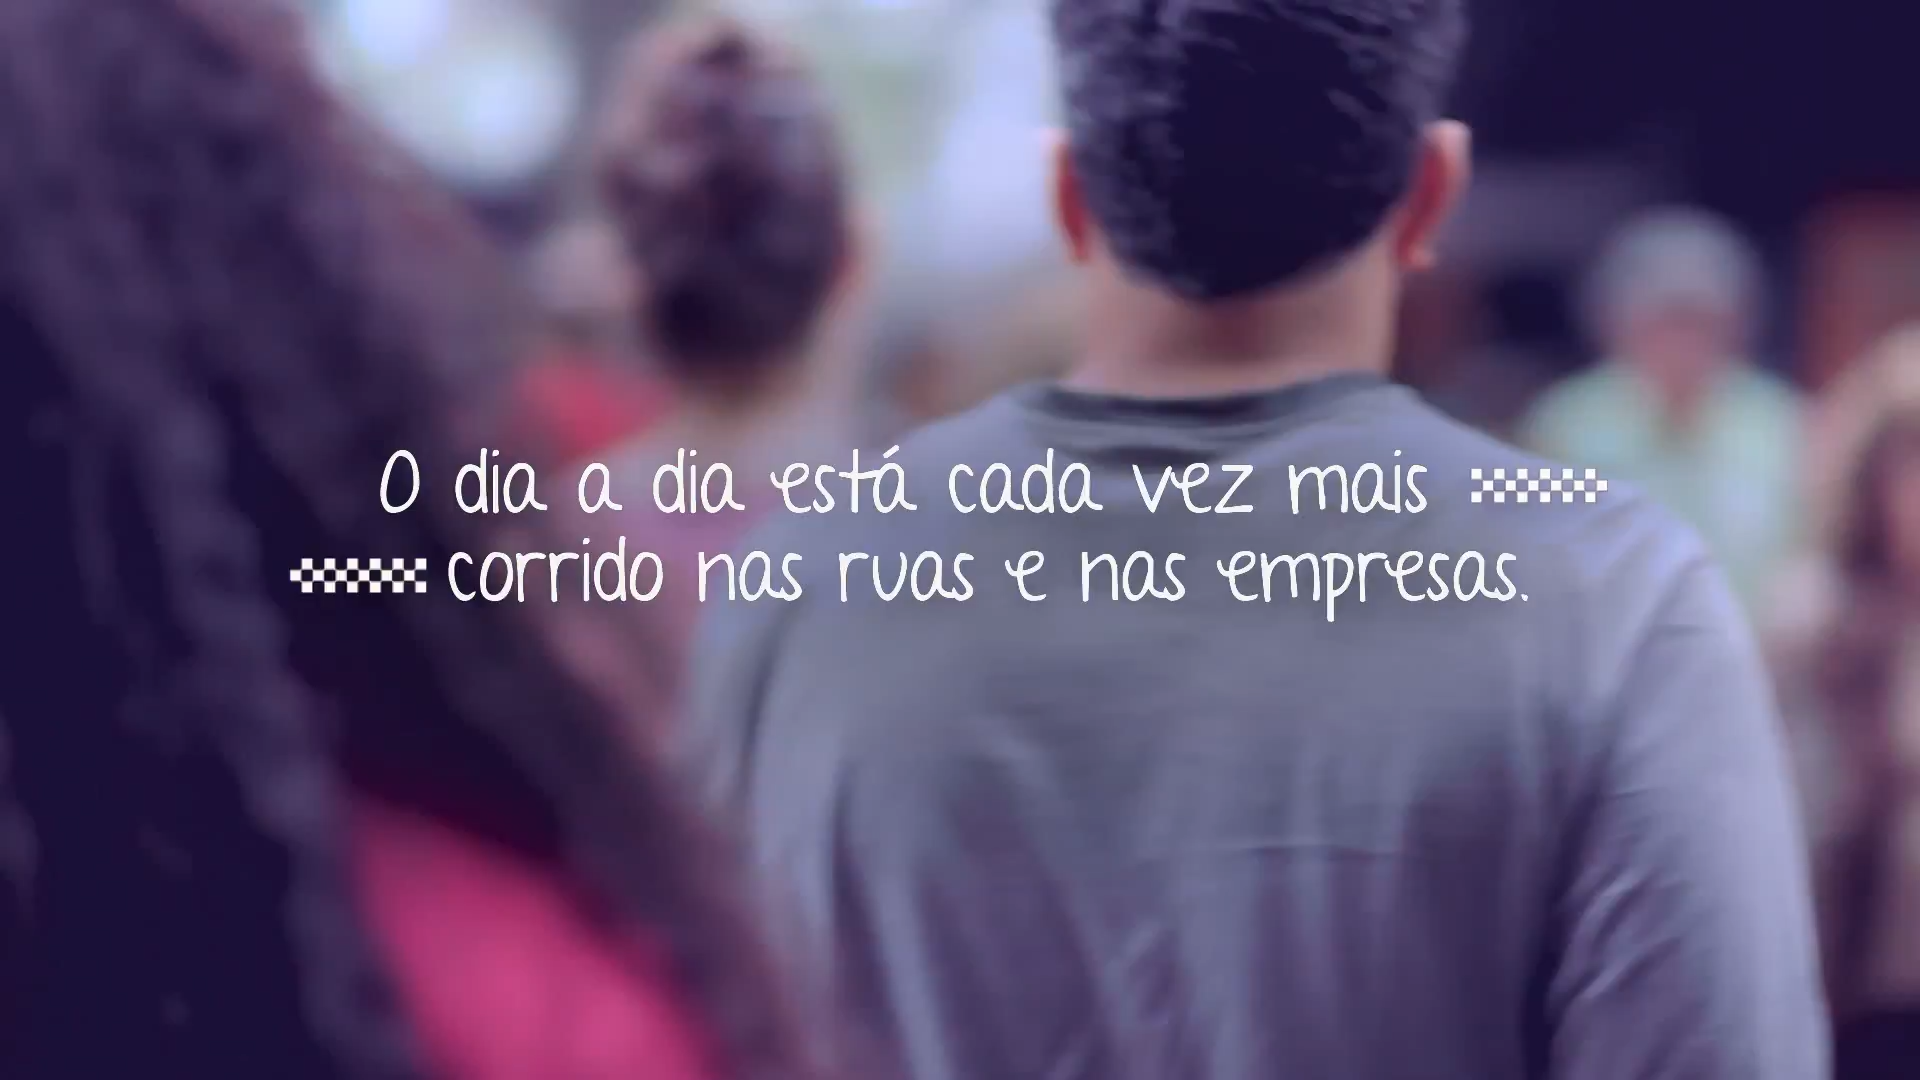 O dia a dia está cada vez mais
corrido nas ruas e nas empresas.